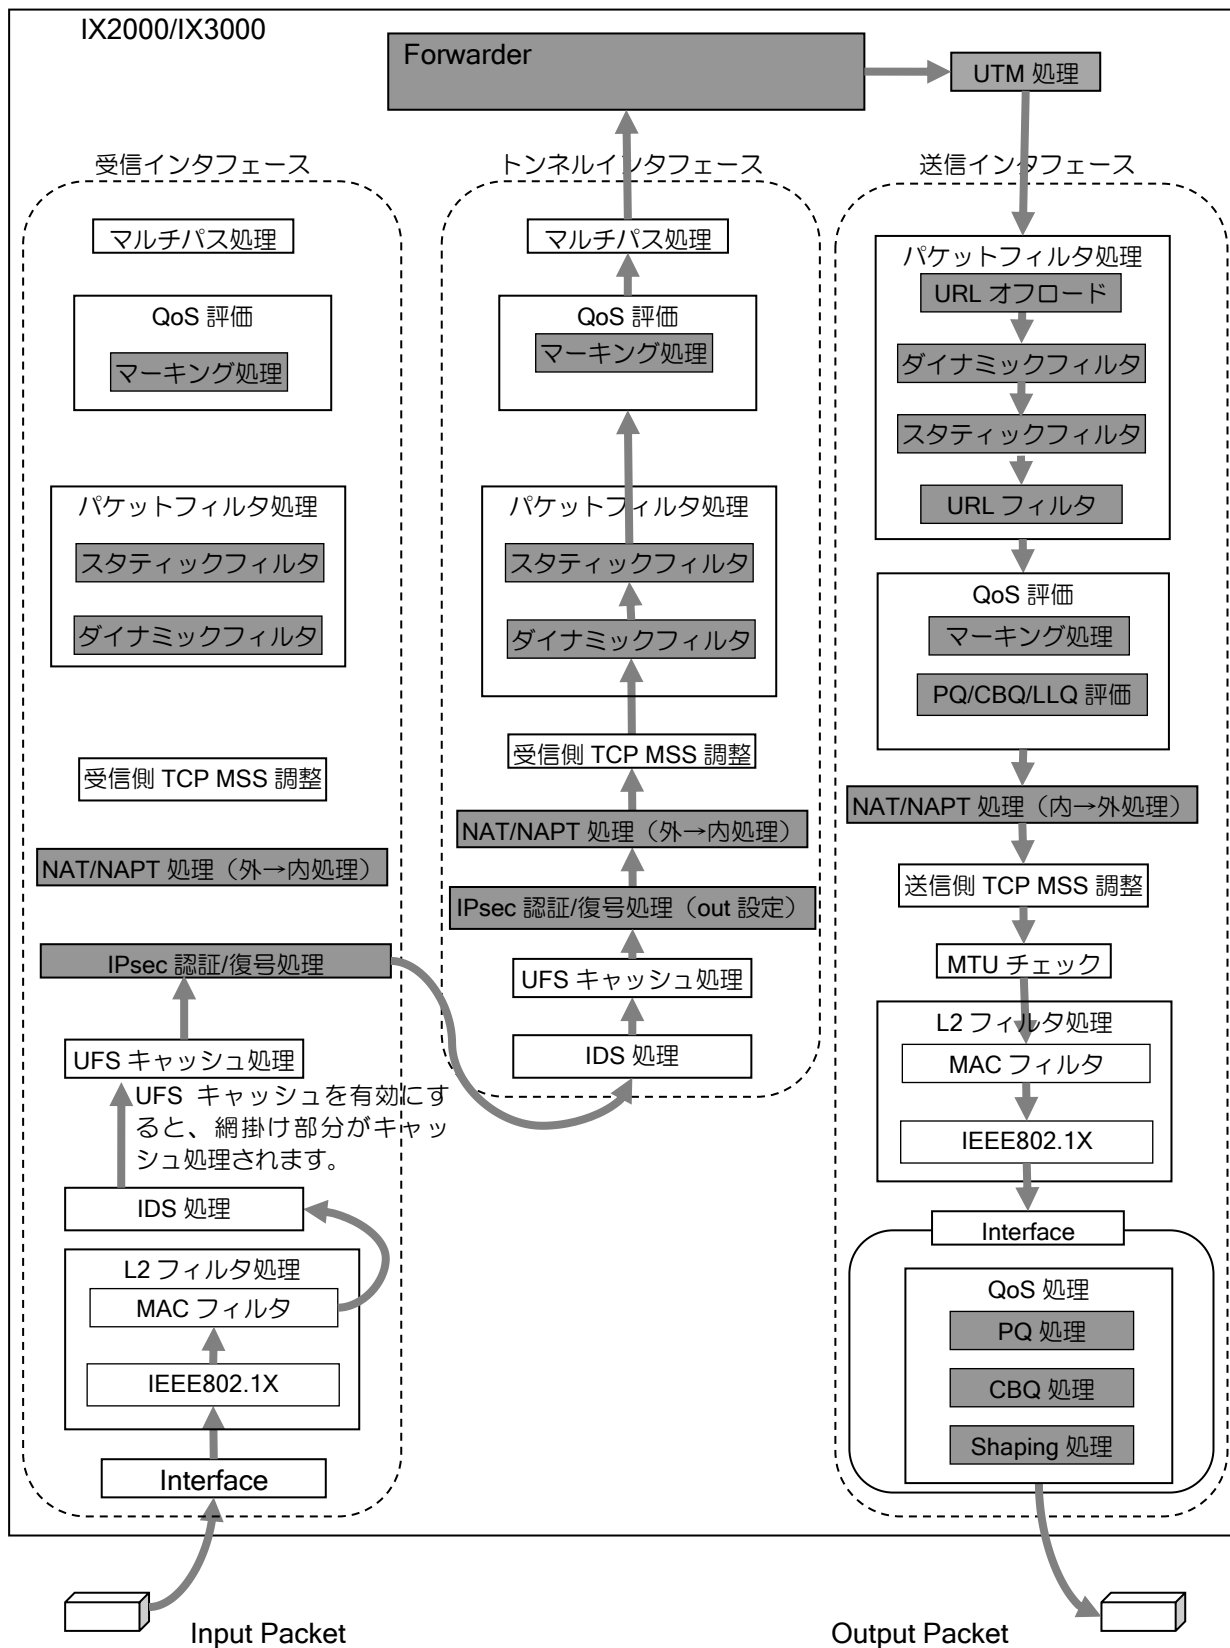 IX2000/IX3000
Forwarder
UTM 処理
受信インタフェース
マルチパス処理
QoS 評価
マーキング処理
パケットフィルタ処理
スタティックフィルタ
ダイナミックフィルタ
受信側 TCP MSS 調整
NAT/NAPT 処理（外→内処理）
IPsec 認証/復号処理
UFS キャッシュ処理
UFS キャッシュを有効にす
ると、網掛け部分がキャッ
シュ処理されます。
IDS 処理
L2 フィルタ処理
MAC フィルタ
IEEE802.1X
Interface
Input Packet
トンネルインタフェース
マルチパス処理
QoS 評価
マーキング処理
パケットフィルタ処理
スタティックフィルタ
ダイナミックフィルタ
受信側 TCP MSS 調整
NAT/NAPT 処理（外→内処理）
IPsec 認証/復号処理（out 設定）
UFS キャッシュ処理
IDS 処理
送信インタフェース
パケットフィルタ処理
URL オフロード
ダイナミックフィルタ
スタティックフィルタ
URL フィルタ
QoS 評価
マーキング処理
PQ/CBQ/LLQ 評価
NAT/NAPT 処理（内→外処理）
送信側 TCP MSS 調整
MTU チェック
L2 フィルタ処理
MAC フィルタ
IEEE802.1X
Interface
QoS 処理
PQ 処理
CBQ 処理
Shaping 処理
Output Packet